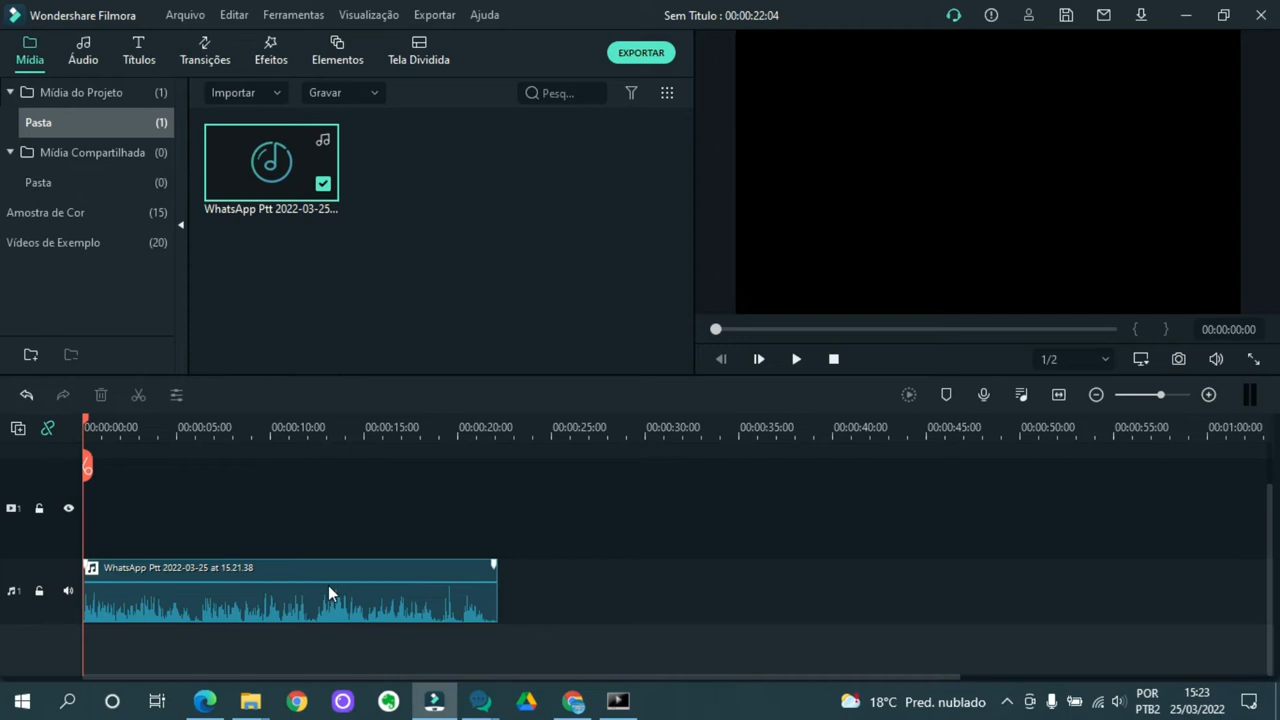 Wondershare Filmora
Arquivo Editar Ferramentas Visualização Exportar Ajuda
Sem Titulo : 00:00:22:04
Mídia Áudio Títulos Transições Efeitos Elementos Tela Dividida
EXPORTAR
Mídia do Projeto (1)
Pasta (1)
Mídia Compartilhada (0)
Pasta (0)
Amostra de Cor (15)
Vídeos de Exemplo (20)
Importar Gravar Pesq...
WhatsApp Ptt 2022-03-25...
00:00:00:00
1/2
00:00:00:00 00:00:05:00 00:00:10:00 00:00:15:00 00:00:20:00 00:00:25:00 00:00:30:00 00:00:35:00 00:00:40:00 00:00:45:00 00:00:50:00 00:00:55:00 00:01:00:00
1
WhatsApp Ptt 2022-03-25 at 15.21.38
1
18°C Pred. nublado
POR
PTB2
15:23
25/03/2022